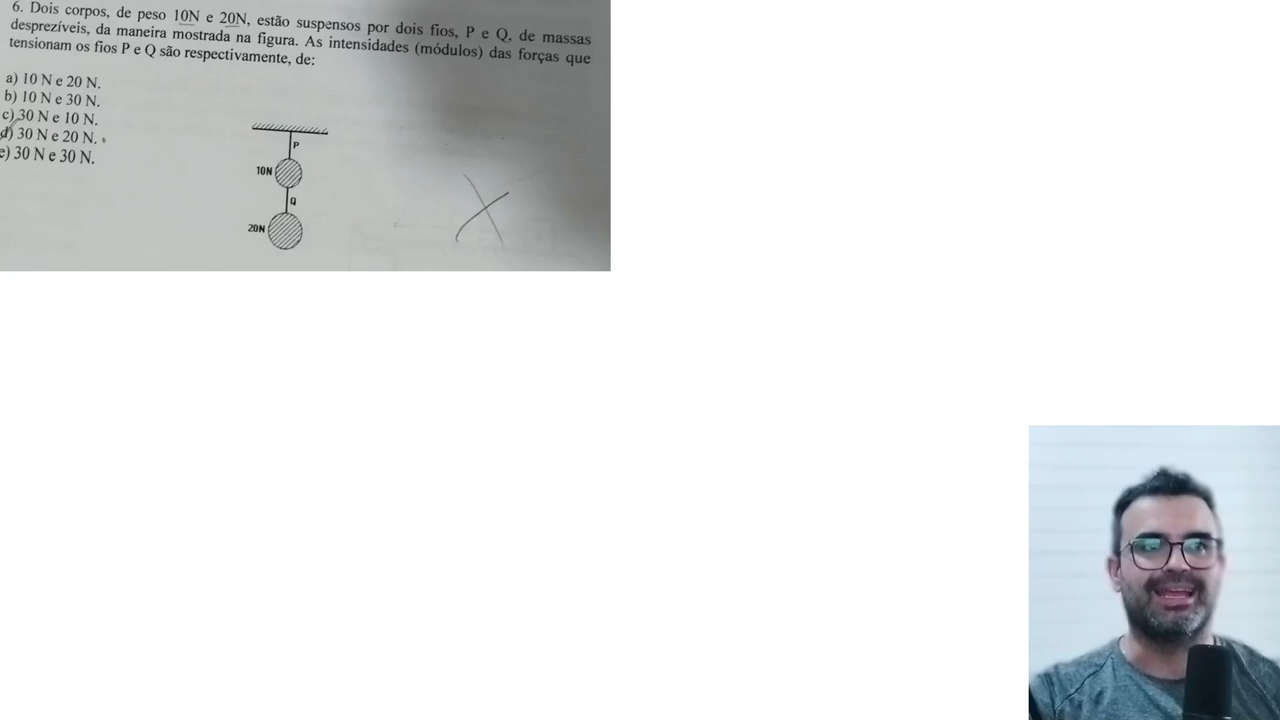 6. Dois corpos, de peso 10N e 20N, estão suspensos por dois fios, P e Q, de massas
desprezíveis, da maneira mostrada na figura. As intensidades (módulos) das forças que
tensionam os fios P e Q são respectivamente, de:
a) 10 N e 20 N.
b) 10 N e 30 N.
c) 30 N e 10 N.
d) 30 N e 20 N.
e) 30 N e 30 N.
P
10N
Q
20N